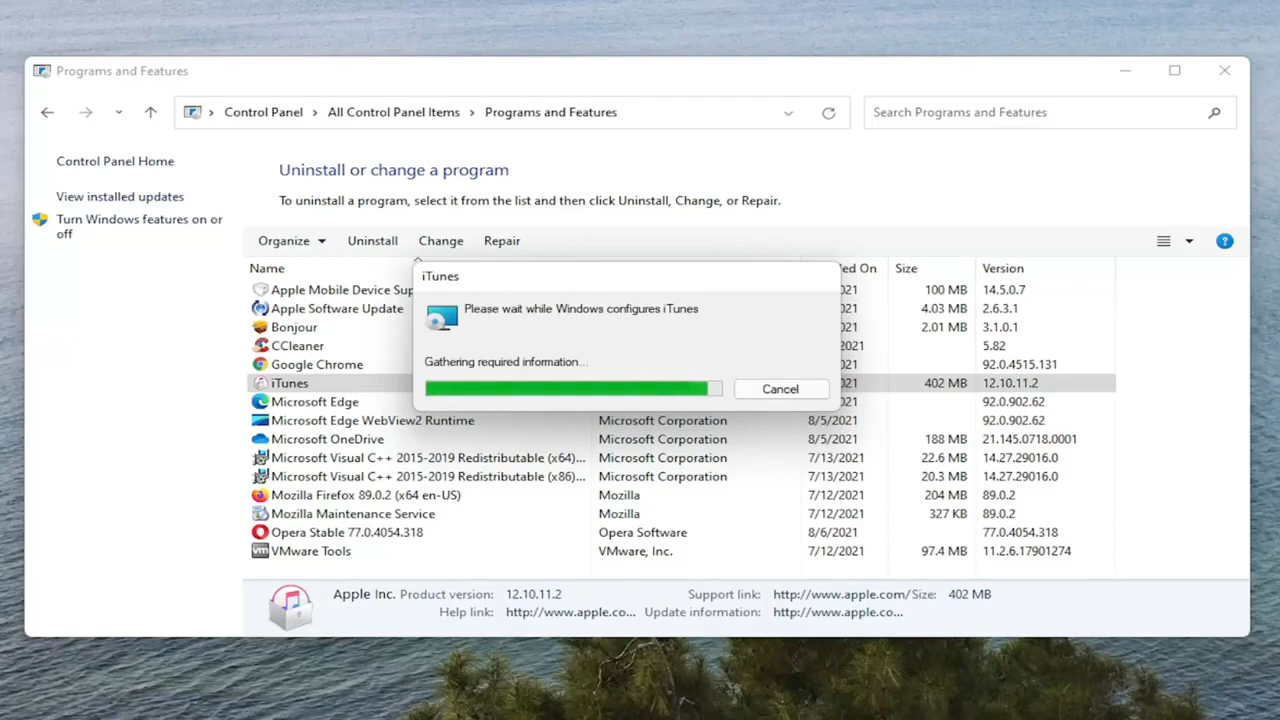 Programs and Features
Control Panel > All Control Panel Items > Programs and Features
Search Programs and Features
Control Panel Home
View installed updates
Turn Windows features on or
off
Uninstall or change a program
To uninstall a program, select it from the list and then click Uninstall, Change, or Repair.
Organize Uninstall Change Repair
Name ed On Size Version
Apple Mobile Device Sup 021 100 MB 14.5.0.7
Apple Software Update 021 4.03 MB 2.6.3.1
Bonjour 021 2.01 MB 3.1.0.1
CCleaner 2021 5.82
Google Chrome 021 92.0.4515.131
iTunes 021 402 MB 12.10.11.2
Microsoft Edge 021 92.0.902.62
Microsoft Edge WebView2 Runtime Microsoft Corporation 8/5/2021 92.0.902.62
Microsoft OneDrive Microsoft Corporation 8/5/2021 188 MB 21.145.0718.0001
Microsoft Visual C++ 2015-2019 Redistributable (x64)... Microsoft Corporation 7/13/2021 22.6 MB 14.27.29016.0
Microsoft Visual C++ 2015-2019 Redistributable (x86)... Microsoft Corporation 7/13/2021 20.3 MB 14.27.29016.0
Mozilla Firefox 89.0.2 (x64 en-US) Mozilla 7/12/2021 204 MB 89.0.2
Mozilla Maintenance Service Mozilla 7/12/2021 327 KB 89.0.2
Opera Stable 77.0.4054.318 Opera Software 8/6/2021 77.0.4054.318
vm VMware Tools VMware, Inc. 7/12/2021 97.4 MB 11.2.6.17901274
iTunes
Please wait while Windows configures iTunes
Gathering required information...
Cancel
Apple Inc. Product version: 12.10.11.2 Support link: http://www.apple.com/ Size: 402 MB
Help link: http://www.apple.co... Update information: http://www.apple.co...